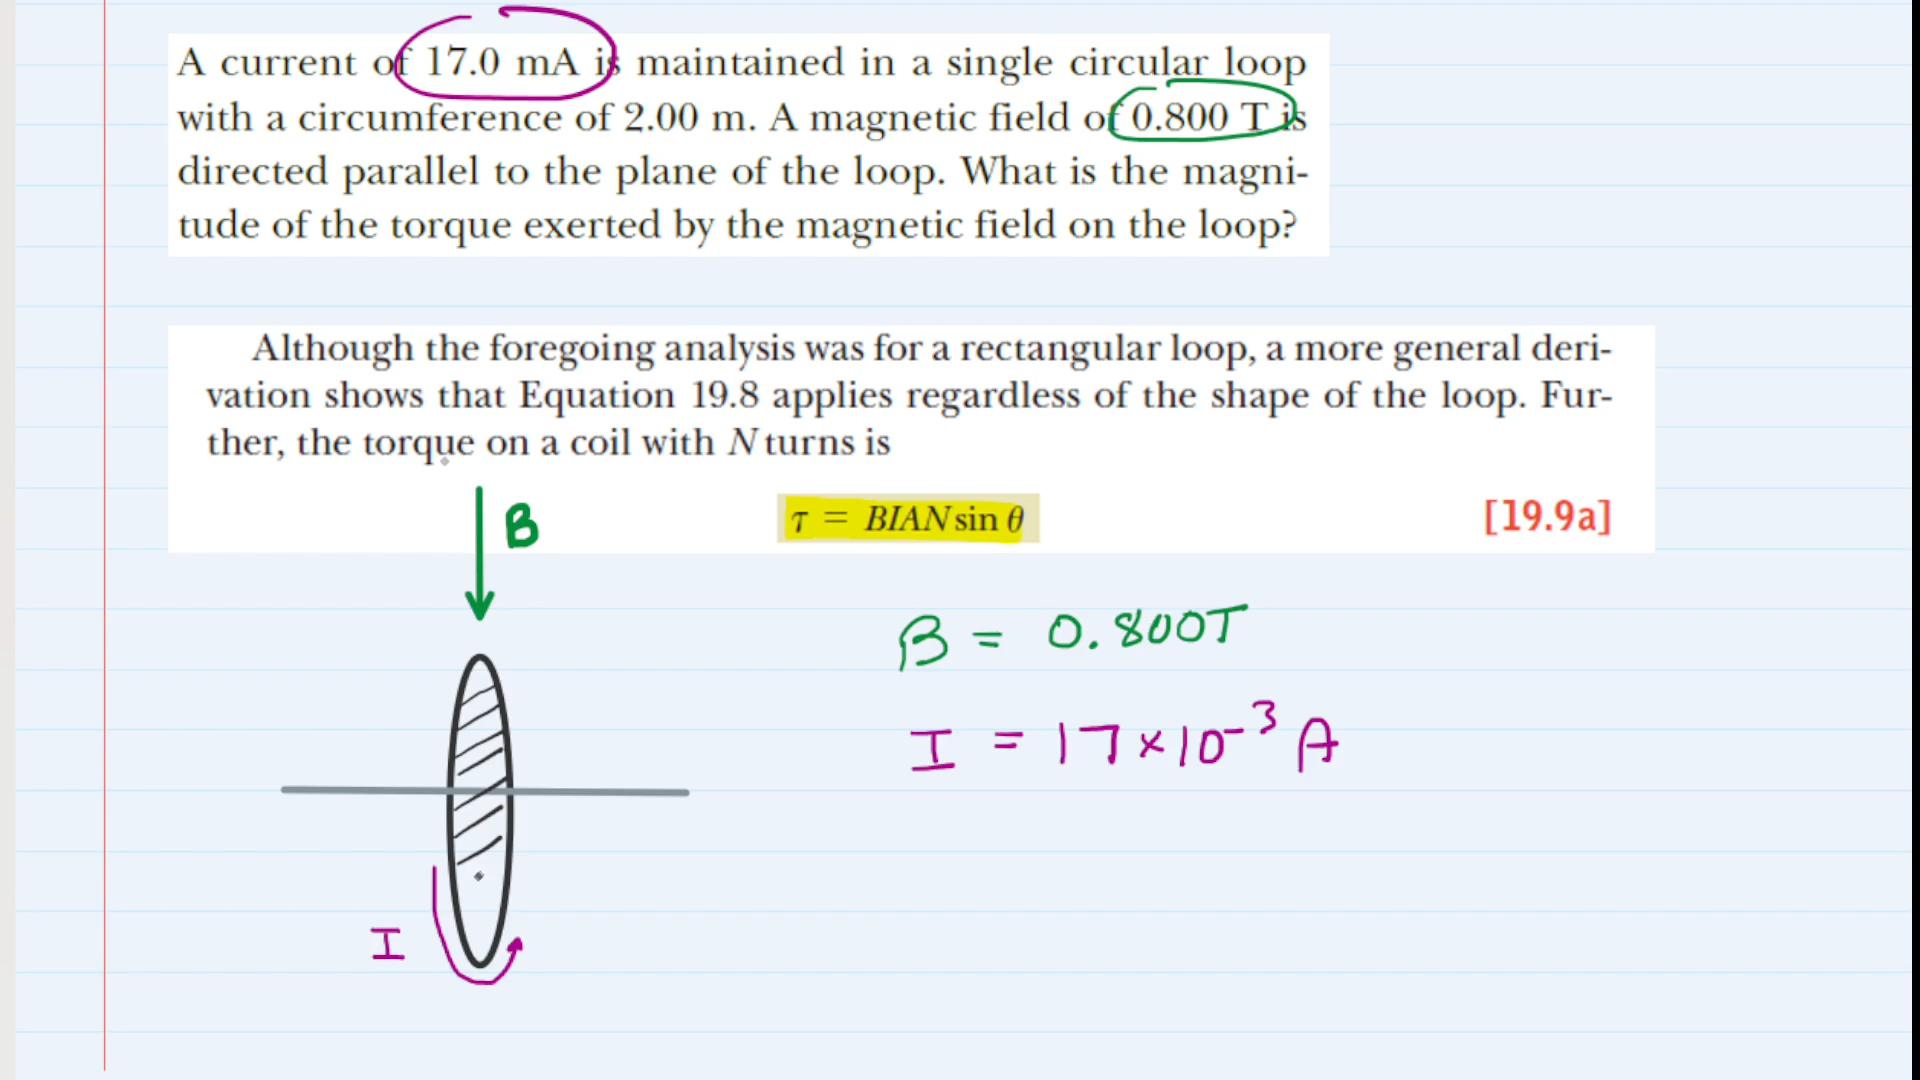 A current of 17.0 mA is maintained in a single circular loop
with a circumference of 2.00 m. A magnetic field of 0.800 T is
directed parallel to the plane of the loop. What is the magni-
tude of the torque exerted by the magnetic field on the loop?
Although the foregoing analysis was for a rectangular loop, a more general deri-
vation shows that Equation 19.8 applies regardless of the shape of the loop. Fur-
ther, the torque on a coil with N turns is
τ = BIAN sin θ [19.9a]
B
B = 0.800T
I = 17×10⁻³ A
I